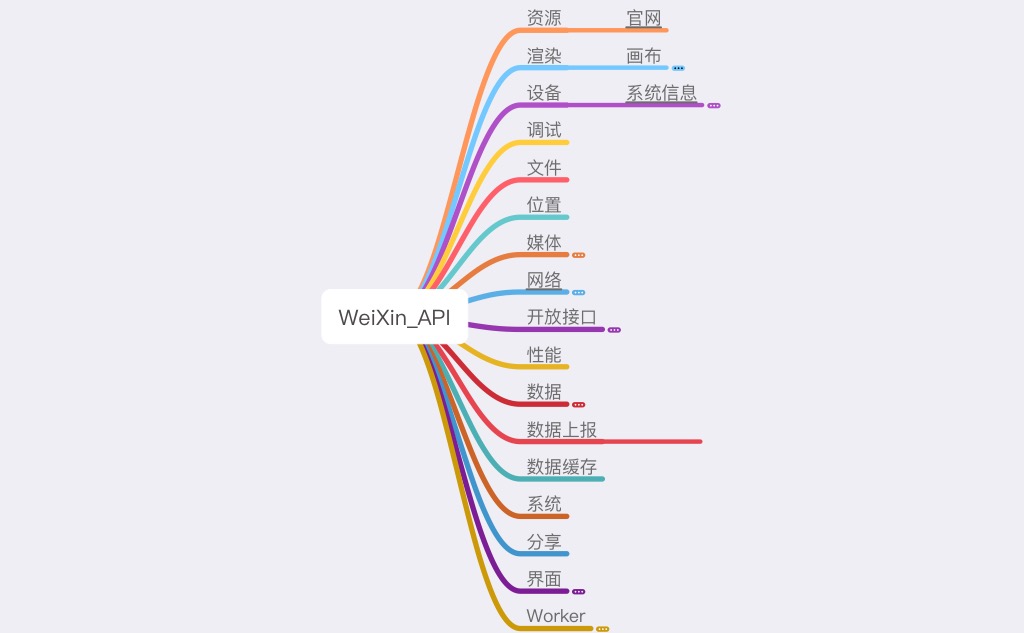 资源 官网
渲染 画布
设备 系统信息
调试
文件
位置
媒体
网络
WeiXin_API
开放接口
性能
数据
数据上报
数据缓存
系统
分享
界面
Worker